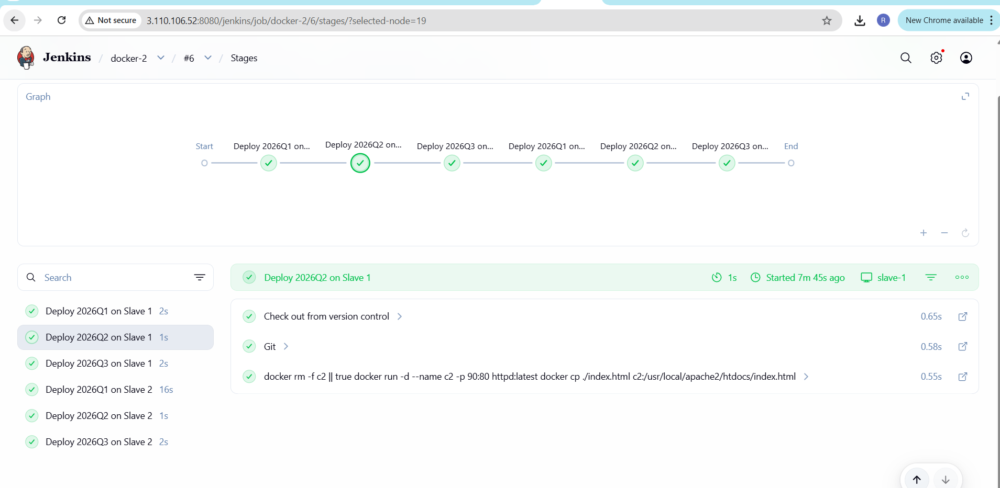 Not secure 3.110.106.52:8080/jenkins/job/docker-2/6/stages/?selected-node=19 R New Chrome available
Jenkins / docker-2 / #6 / Stages
Graph
Start Deploy 2026Q1 on... Deploy 2026Q2 on... Deploy 2026Q3 on... Deploy 2026Q1 on... Deploy 2026Q2 on... Deploy 2026Q3 on... End
Search
Deploy 2026Q1 on Slave 1 2s
Deploy 2026Q2 on Slave 1 1s
Deploy 2026Q3 on Slave 1 2s
Deploy 2026Q1 on Slave 2 16s
Deploy 2026Q2 on Slave 2 1s
Deploy 2026Q3 on Slave 2 2s
Deploy 2026Q2 on Slave 1 1s Started 7m 45s ago slave-1
Check out from version control 0.65s
Git 0.58s
docker rm -f c2 || true docker run -d --name c2 -p 90:80 httpd:latest docker cp ./index.html c2:/usr/local/apache2/htdocs/index.html 0.55s